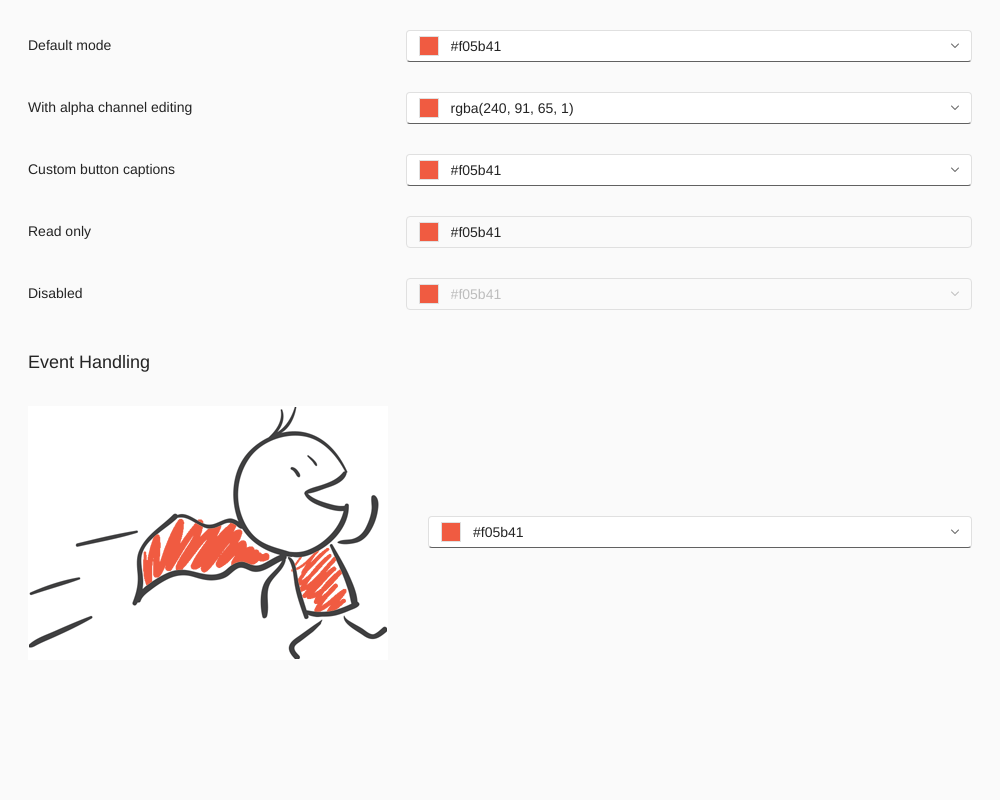 Default mode
#f05b41
With alpha channel editing
rgba(240, 91, 65, 1)
Custom button captions
#f05b41
Read only
#f05b41
Disabled
#f05b41
Event Handling
#f05b41